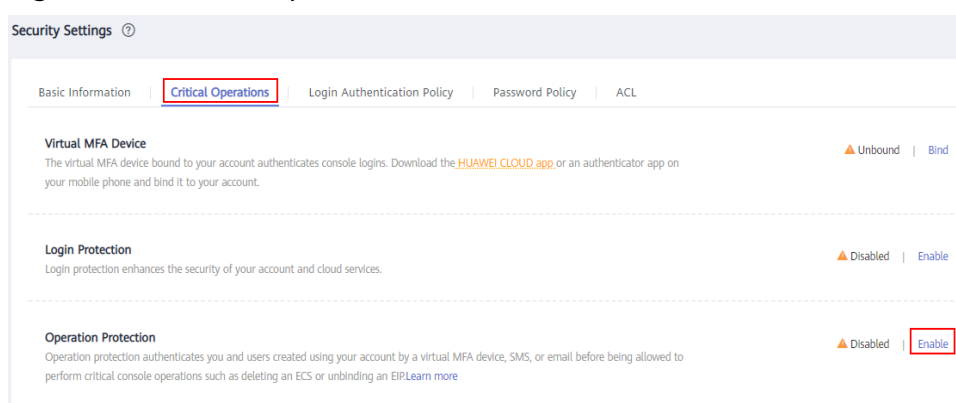 Security Settings ?
Basic Information | Critical Operations | Login Authentication Policy | Password Policy | ACL
Virtual MFA Device
The virtual MFA device bound to your account authenticates console logins. Download the HUAWEI CLOUD app or an authenticator app on
your mobile phone and bind it to your account.
Unbound | Bind
Login Protection
Login protection enhances the security of your account and cloud services.
Disabled | Enable
Operation Protection
Operation protection authenticates you and users created using your account by a virtual MFA device, SMS, or email before being allowed to
perform critical console operations such as deleting an ECS or unbinding an EIP.Learn more
Disabled | Enable